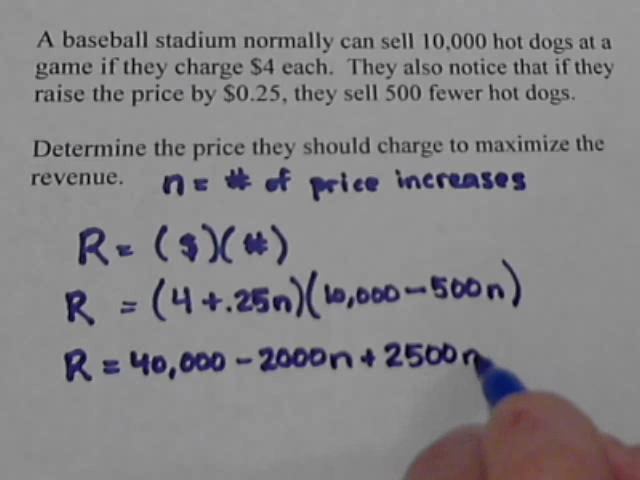 A baseball stadium normally can sell 10,000 hot dogs at a
game if they charge $4 each. They also notice that if they
raise the price by $0.25, they sell 500 fewer hot dogs.
Determine the price they should charge to maximize the
revenue. n = # of price increases
R = ($)(#)
R = (4 + .25n)(10,000 - 500n)
R = 40,000 - 2000n + 2500n